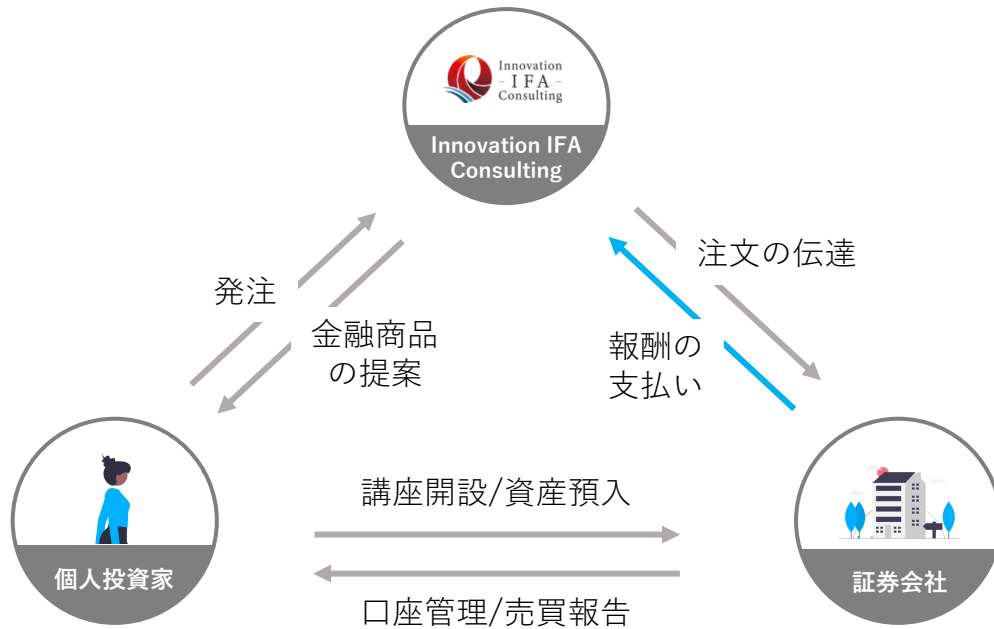 Innovation
- IFA -
Consulting
Innovation IFA
Consulting
発注
金融商品
の提案
注文の伝達
報酬の
支払い
講座開設/資産預入
口座管理/売買報告
個人投資家
証券会社